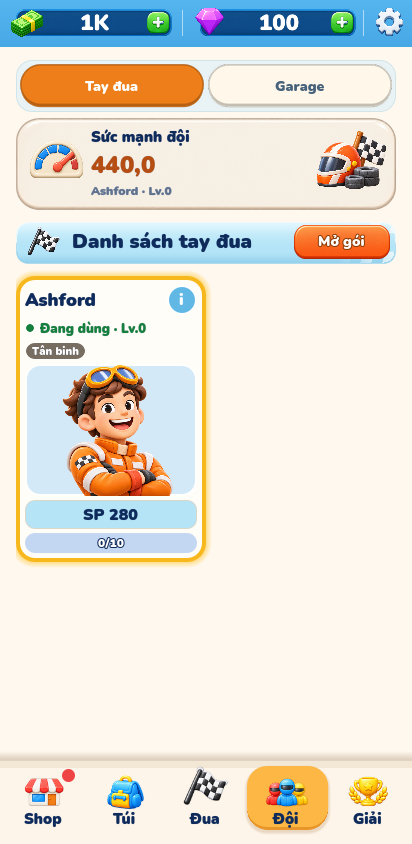 1K
100
Tay đua
Garage
Sức mạnh đội
440,0
Ashford · Lv.0
Danh sách tay đua
Mở gói
Ashford
Đang dùng · Lv.0
Tân binh
SP 280
0/10
Shop
Túi
Đua
Đội
Giải